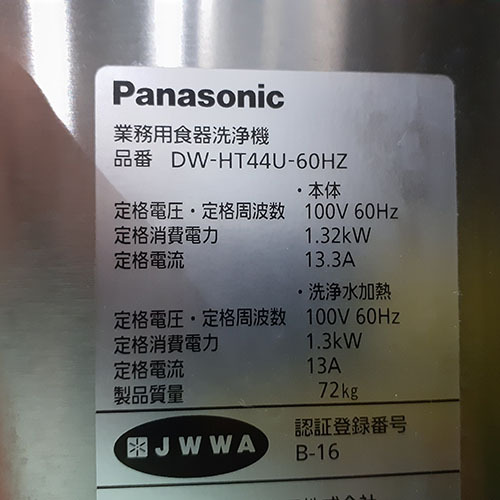 Panasonic
業務用食器洗浄機
品番 DW-HT44U-60HZ
・本体
定格電圧・定格周波数 100V 60Hz
定格消費電力 1.32kW
定格電流 13.3A
・洗浄水加熱
定格電圧・定格周波数 100V 60Hz
定格消費電力 1.3kW
定格電流 13A
製品質量 72kg
JWWA 認証登録番号
B-16
株式会社